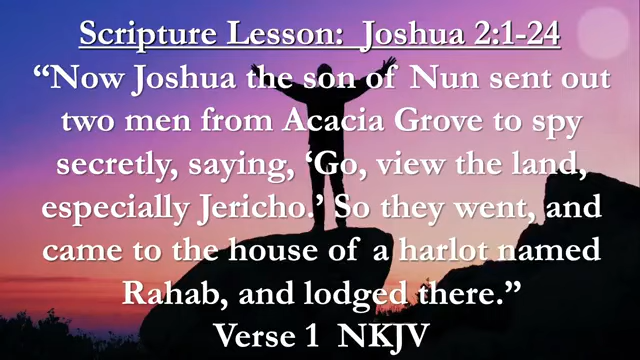 Scripture Lesson:  Joshua 2:1-24
“Now Joshua the son of Nun sent out
two men from Acacia Grove to spy
secretly, saying, ‘Go, view the land,
especially Jericho.’ So they went, and
came to the house of a harlot named
Rahab, and lodged there.”
Verse 1  NKJV